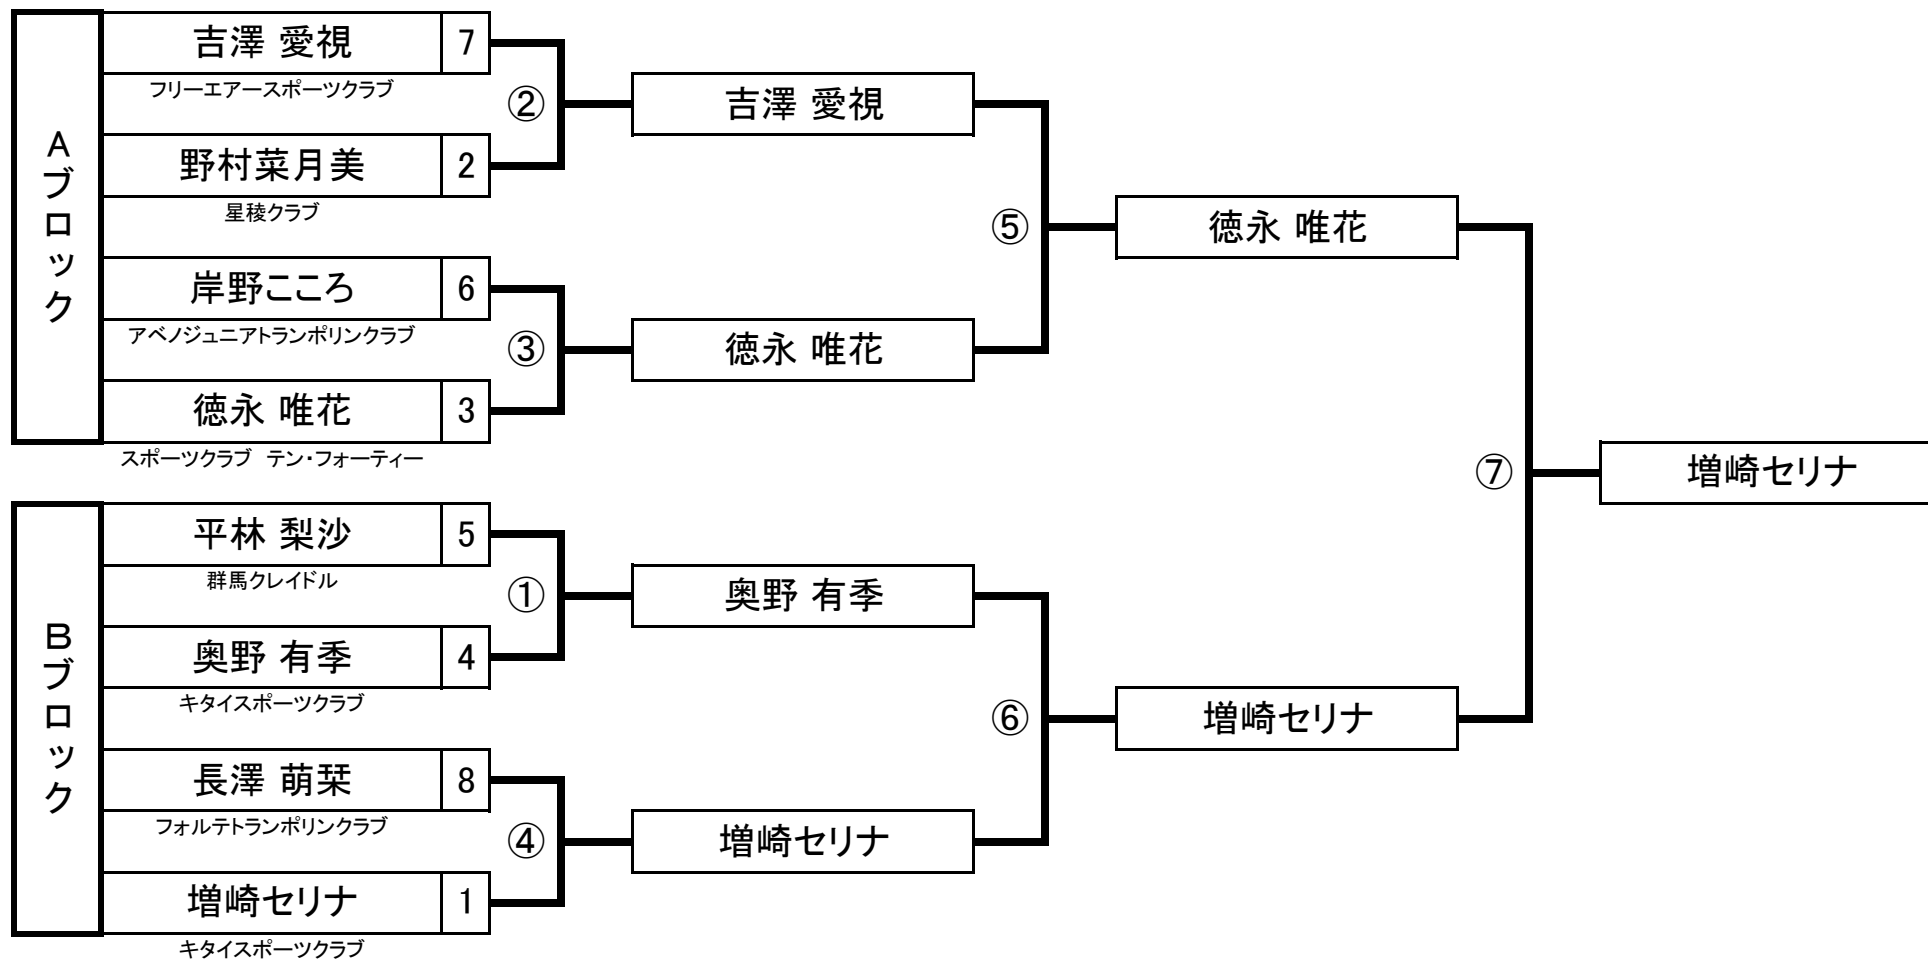 Aブロック
吉澤 愛視 7
フリーエアースポーツクラブ
②
野村菜月美 2
星稜クラブ
岸野こころ 6
アベノジュニアトランポリンクラブ
③
徳永 唯花 3
スポーツクラブ テン・フォーティー
吉澤 愛視
徳永 唯花
⑤
徳永 唯花
Bブロック
平林 梨沙 5
群馬クレイドル
①
奥野 有季 4
キタイスポーツクラブ
長澤 萌栞 8
フォルテトランポリンクラブ
④
増崎セリナ 1
キタイスポーツクラブ
奥野 有季
増崎セリナ
⑥
増崎セリナ
⑦
増崎セリナ